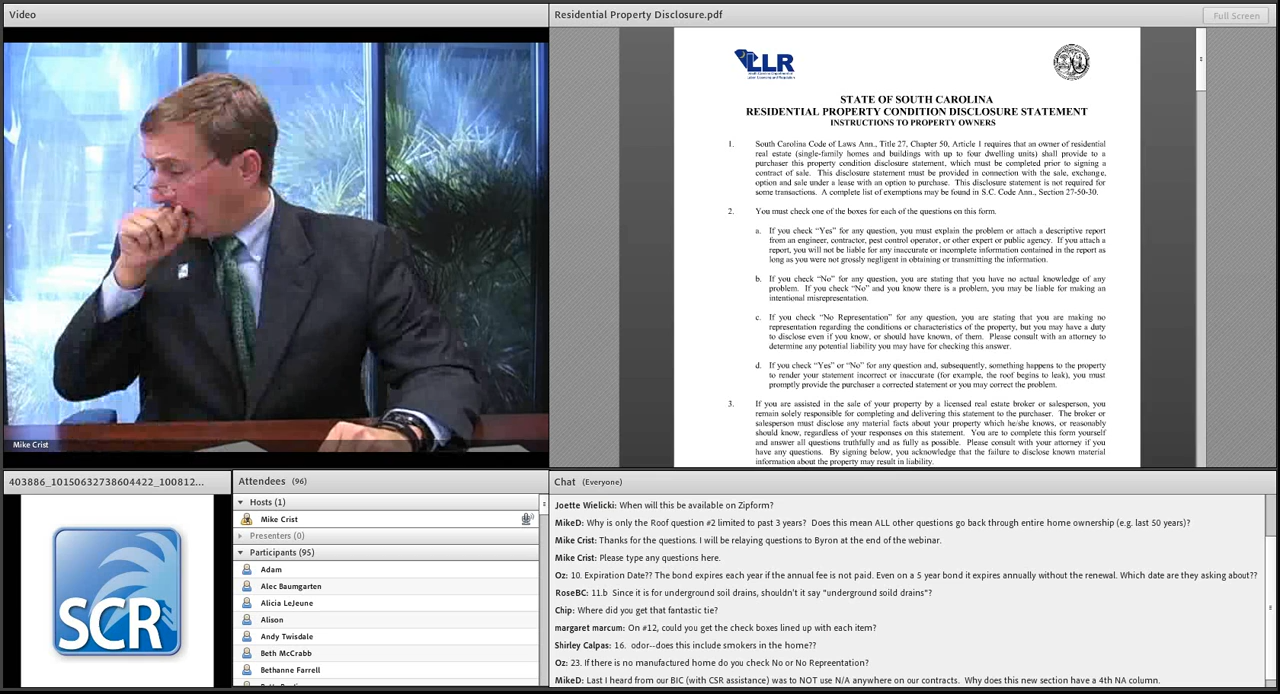 Video
Residential Property Disclosure.pdf
Full Screen
Mike Crist
LLR
STATE OF SOUTH CAROLINA
RESIDENTIAL PROPERTY CONDITION DISCLOSURE STATEMENT
INSTRUCTIONS TO PROPERTY OWNERS
1. South Carolina Code of Laws Ann., Title 27, Chapter 50, Article 1 requires that an owner of residential
real estate (single-family homes and buildings with up to four dwelling units) shall provide to a
purchaser this property condition disclosure statement, which must be completed prior to signing a
contract of sale. This disclosure statement must be provided in connection with the sale, exchange,
option and sale under a lease with an option to purchase. This disclosure statement is not required for
some transactions. A complete list of exemptions may be found in S.C. Code Ann., Section 27-50-30.
2. You must check one of the boxes for each of the questions on this form.
a. If you check "Yes" for any question, you must explain the problem or attach a descriptive report
from an engineer, contractor, pest control operator, or other expert or public agency. If you attach a
report, you will not be liable for any inaccurate or incomplete information contained in the report as
long as you were not grossly negligent in obtaining or transmitting the information.
b. If you check "No" for any question, you are stating that you have no actual knowledge of any
problem. If you check "No" and you know there is a problem, you may be liable for making an
intentional misrepresentation.
c. If you check "No Representation" for any question, you are stating that you are making no
representation regarding the conditions or characteristics of the property, but you may have a duty
to disclose even if you know, or should have known, of them. Please consult with an attorney to
determine any potential liability you may have for checking this answer.
d. If you check "Yes" or "No" for any question and, subsequently, something happens to the property
to render your statement incorrect or inaccurate (for example, the roof begins to leak), you must
promptly provide the purchaser a corrected statement or you may correct the problem.
3. If you are assisted in the sale of your property by a licensed real estate broker or salesperson, you
remain solely responsible for completing and delivering this statement to the purchaser. The broker or
salesperson must disclose any material facts about your property which he/she knows, or reasonably
should know, regardless of your responses on this statement. You are to complete this form yourself
and answer all questions truthfully and as fully as possible. Please consult with your attorney if you
have any questions. By signing below, you acknowledge that the failure to disclose known material
information about the property may result in liability.
403886_10150632738604422_100812...
SCR
Attendees (96)
Hosts (1)
Mike Crist
Presenters (0)
Participants (95)
Adam
Alec Baumgarten
Alicia LeJeune
Alison
Andy Twisdale
Beth McCrabb
Bethanne Farrell
Chat (Everyone)
Joette Wielicki: When will this be available on Zipform?
MikeD: Why is only the Roof question #2 limited to past 3 years? Does this mean ALL other questions go back through entire home ownership (e.g. last 50 years)?
Mike Crist: Thanks for the questions. I will be relaying questions to Byron at the end of the webinar.
Mike Crist: Please type any questions here.
Oz: 10. Expiration Date?? The bond expires each year if the annual fee is not paid. Even on a 5 year bond it expires annually without the renewal. Which date are they asking about??
RoseBC: 11.b Since it is for underground soil drains, shouldn't it say "underground soild drains"?
Chip: Where did you get that fantastic tie?
margaret marcum: On #12, could you get the check boxes lined up with each item?
Shirley Calpas: 16. odor--does this include smokers in the home??
Oz: 23. If there is no manufactured home do you check No or No Repreentation?
MikeD: Last I heard from our BIC (with CSR assistance) was to NOT use N/A anywhere on our contracts. Why does this new section have a 4th NA column.